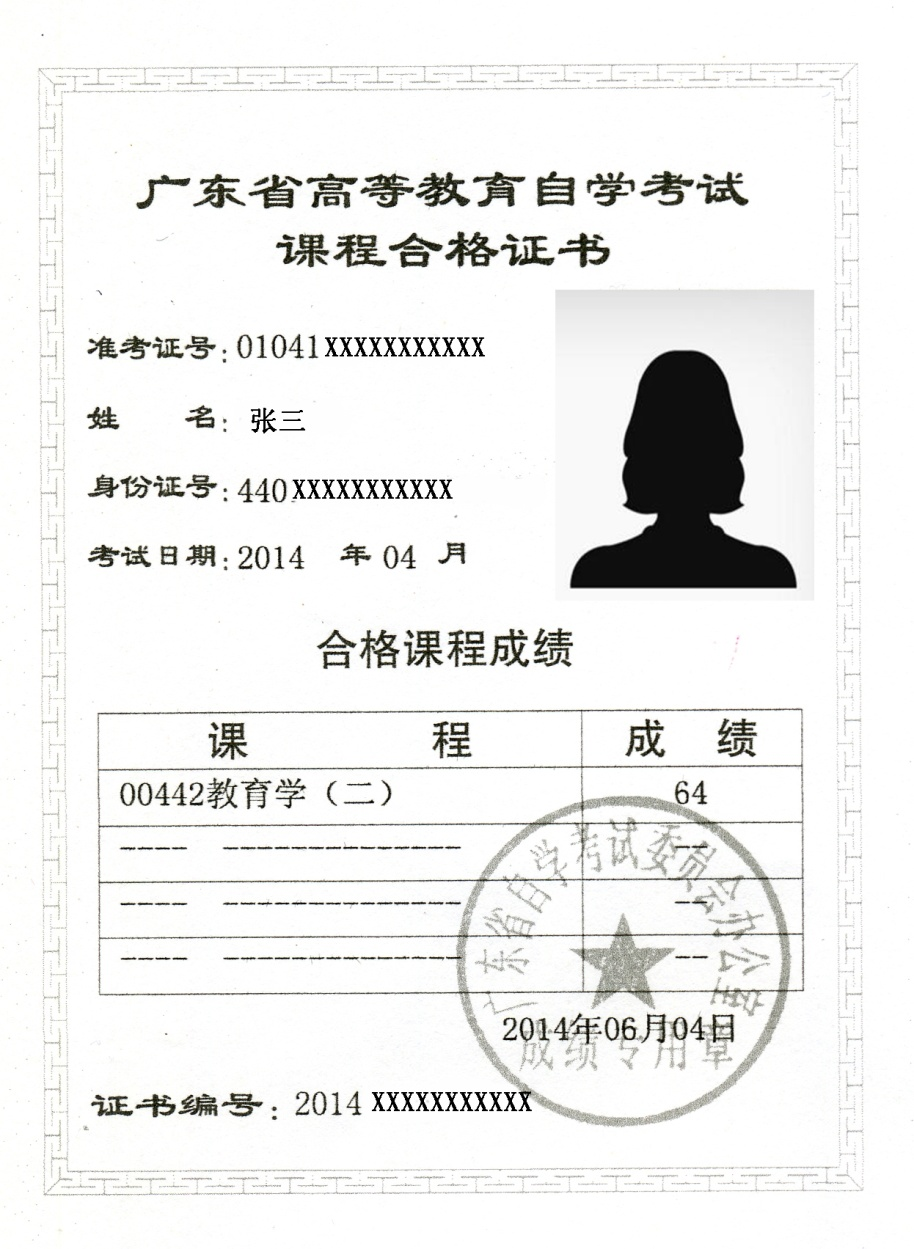 广东省高等教育自学考试
课程合格证书
准考证号:01041XXXXXXXXXXX
姓 名: 张三
身份证号:440XXXXXXXXXXX
考试日期:2014 年 04 月
合格课程成绩
课 程 成 绩
00442教育学（二） 64
---- -------------- --
---- -------------- --
---- -------------- --
广东省自学考试委员会办公室
2014年06月04日
成绩专用章
证书编号: 2014 XXXXXXXXXXX